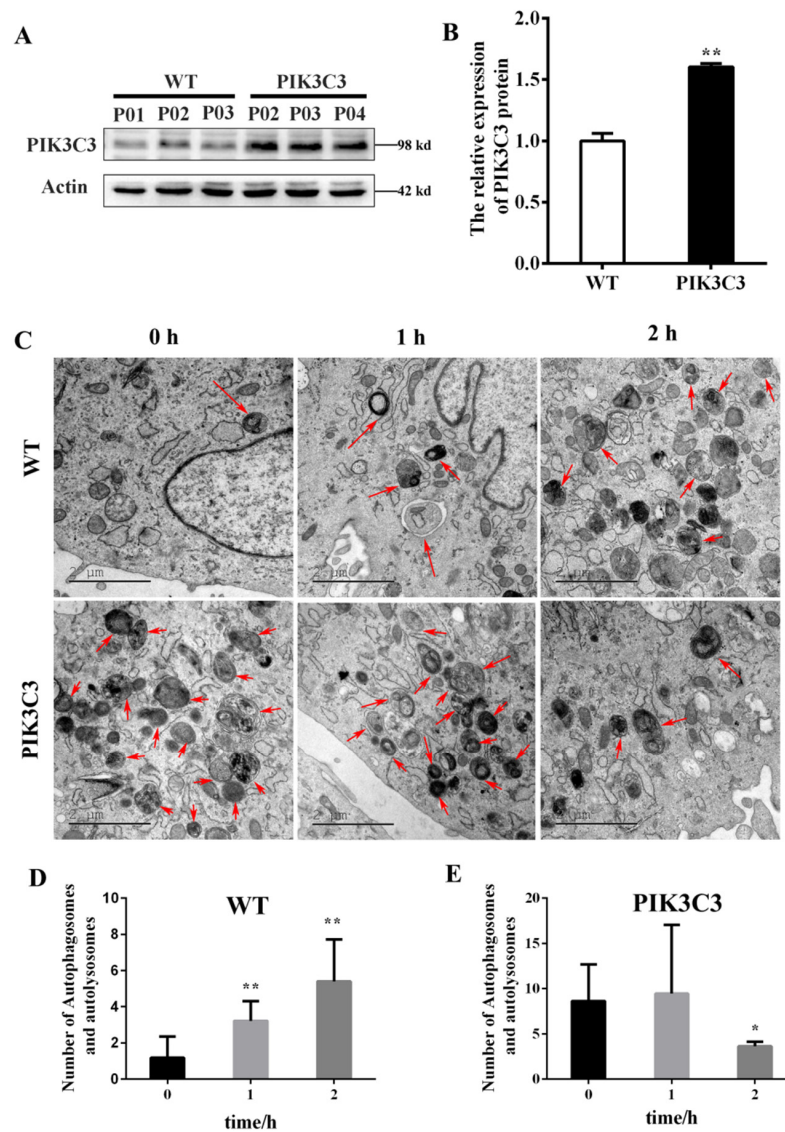 A
WT PIK3C3
P01 P02 P03 P02 P03 P04
PIK3C3 98 kd
Actin 42 kd
B
The relative expression
of PIK3C3 protein
2.0
1.5
1.0
0.5
0.0
**
WT PIK3C3
C
0 h 1 h 2 h
WT
2 μm 2 μm 2 μm
PIK3C3
2 μm 2 μm 2 μm
D
WT
Number of Autophagosomes
and autolysosomes
10
8
6
4
2
0
** **
0 1 2
time/h
E
PIK3C3
Number of Autophagosomes
and autolysosomes
20
15
10
5
0
*
0 1 2
time/h